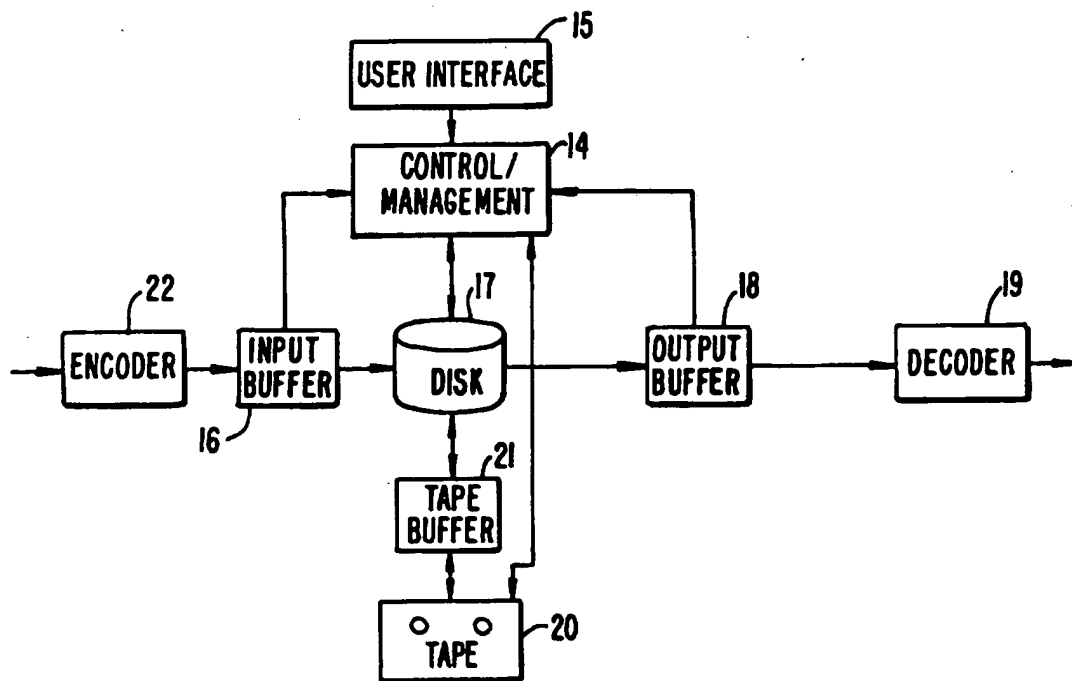 15
USER INTERFACE
14
CONTROL/
MANAGEMENT
22
ENCODER
INPUT
BUFFER
16
17
DISK
18
OUTPUT
BUFFER
19
DECODER
21
TAPE
BUFFER
20
TAPE